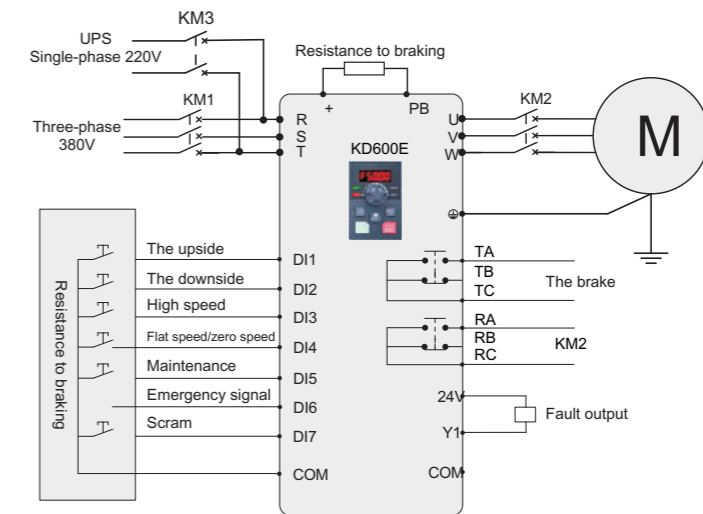 KM3
UPS
Single-phase 220V
Resistance to braking
+
PB
KM1
KM2
Three-phase
380V
R
S
T
U
V
W
M
KD600E
Resistance to braking
The upside
DI1
The downside
DI2
High speed
DI3
Flat speed/zero speed
DI4
Maintenance
DI5
Emergency signal
DI6
Scram
DI7
COM
TA
TB
TC
The brake
RA
RB
RC
KM2
24V
Y1
Fault output
COM